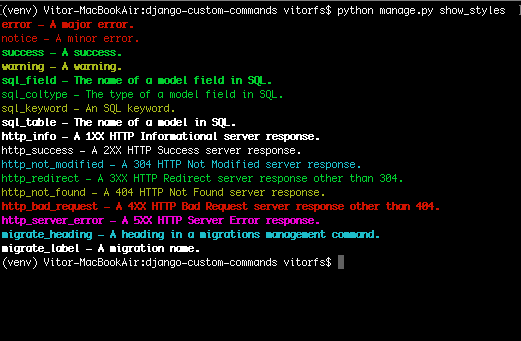 (venv) Vitor-MacBookAir:django-custom-commands vitorfs$ python manage.py show_styles
error - A major error.
notice - A minor error.
success - A success.
warning - A warning.
sql_field - The name of a model field in SQL.
sql_coltype - The type of a model field in SQL.
sql_keyword - An SQL keyword.
sql_table - The name of a model in SQL.
http_info - A 1XX HTTP Informational server response.
http_success - A 2XX HTTP Success server response.
http_not_modified - A 304 HTTP Not Modified server response.
http_redirect - A 3XX HTTP Redirect server response other than 304.
http_not_found - A 404 HTTP Not Found server response.
http_bad_request - A 4XX HTTP Bad Request server response other than 404.
http_server_error - A 5XX HTTP Server Error response.
migrate_heading - A heading in a migrations management command.
migrate_label - A migration name.
(venv) Vitor-MacBookAir:django-custom-commands vitorfs$